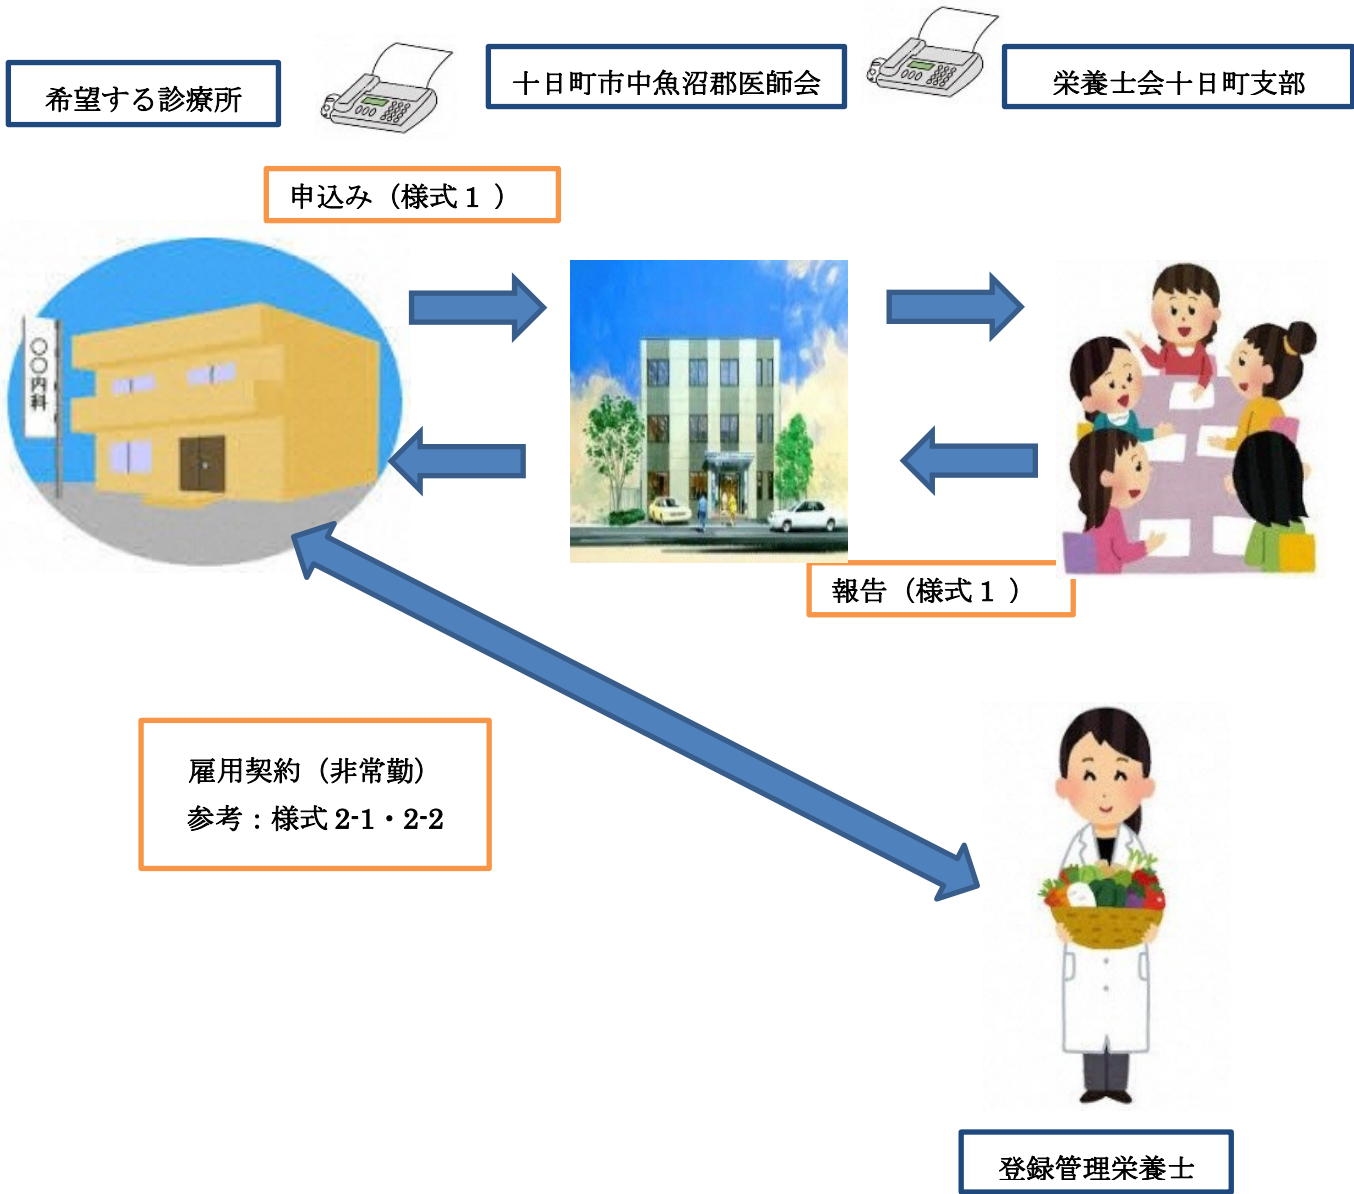 希望する診療所
十日町市中魚沼郡医師会
栄養士会十日町支部
申込み（様式１ ）
〇〇内科
報告（様式１ ）
雇用契約（非常勤）
参考：様式 2-1・2-2
登録管理栄養士